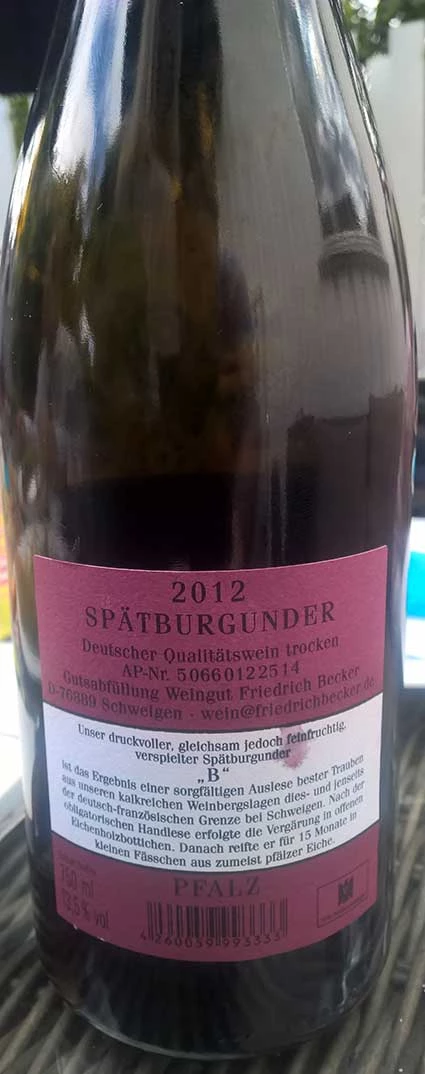 2012
SPÄTBURGUNDER
Deutscher Qualitätswein trocken
AP-Nr. 50660122514
Gutsabfüllung Weingut Friedrich Becker
D-76889 Schweigen - wein@friedrichbecker.de
Unser druckvoller, gleichsam jedoch feinfruchtig,
verspielter Spätburgunder
„B“
ist das Ergebnis einer sorgfältigen Auslese bester Trauben
aus unseren kalkreichen Weinbergslagen dies- und jenseits
der deutsch-französischen Grenze bei Schweigen. Nach der
obligatorischen Handlese erfolgte die Vergärung in offenen
Eichenholzbottichen. Danach reifte er für 15 Monate in
kleinen Fässchen aus zumeist pfälzer Eiche.
750 ml
13,5 % vol
PFALZ
4 260039 993333